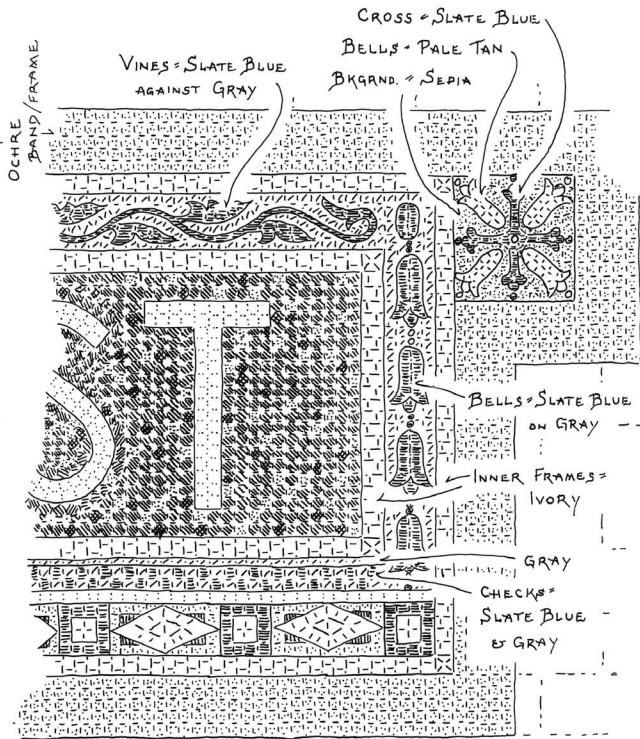 CROSS = SLATE BLUE
BELLS = PALE TAN
BKGRND. = SEPIA
VINES = SLATE BLUE
AGAINST GRAY
OCHRE
BAND/FRAME
ST
BELLS = SLATE BLUE
ON GRAY
INNER FRAMES =
IVORY
GRAY
CHECKS =
SLATE BLUE
& GRAY